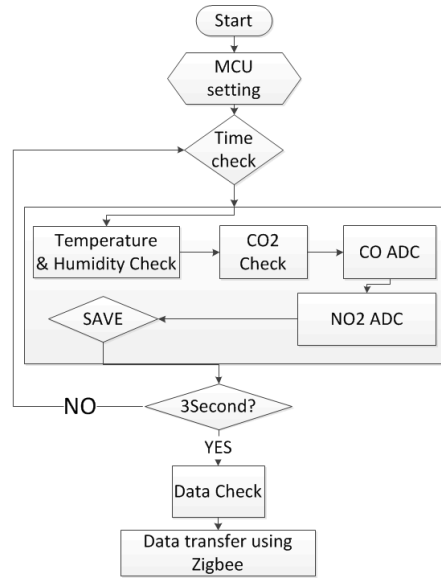 Start
MCU
setting
Time
check
Temperature
& Humidity Check
CO2
Check
CO ADC
NO2 ADC
SAVE
3Second?
NO
YES
Data Check
Data transfer using
Zigbee